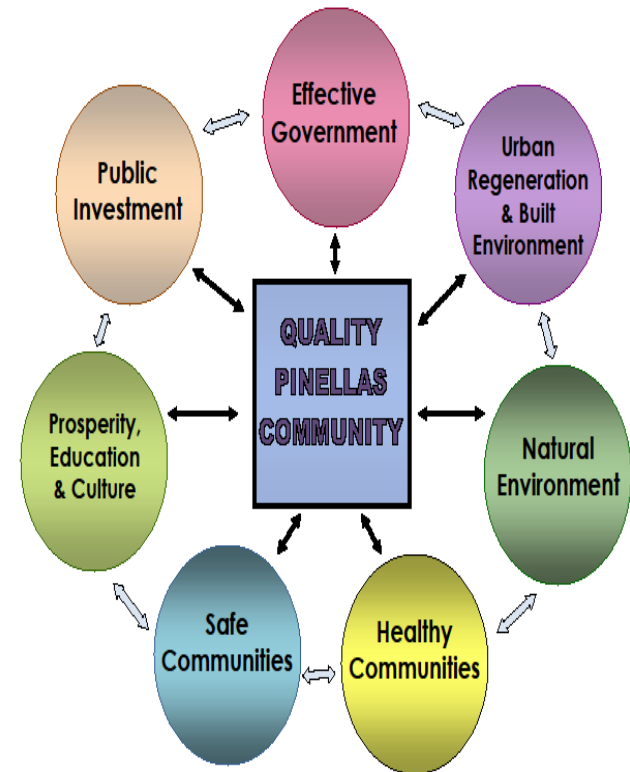 Effective
Government
Urban
Regeneration
& Built
Environment
Public
Investment
QUALITY
PINELLAS
COMMUNITY
Prosperity,
Education
& Culture
Natural
Environment
Safe
Communities
Healthy
Communities